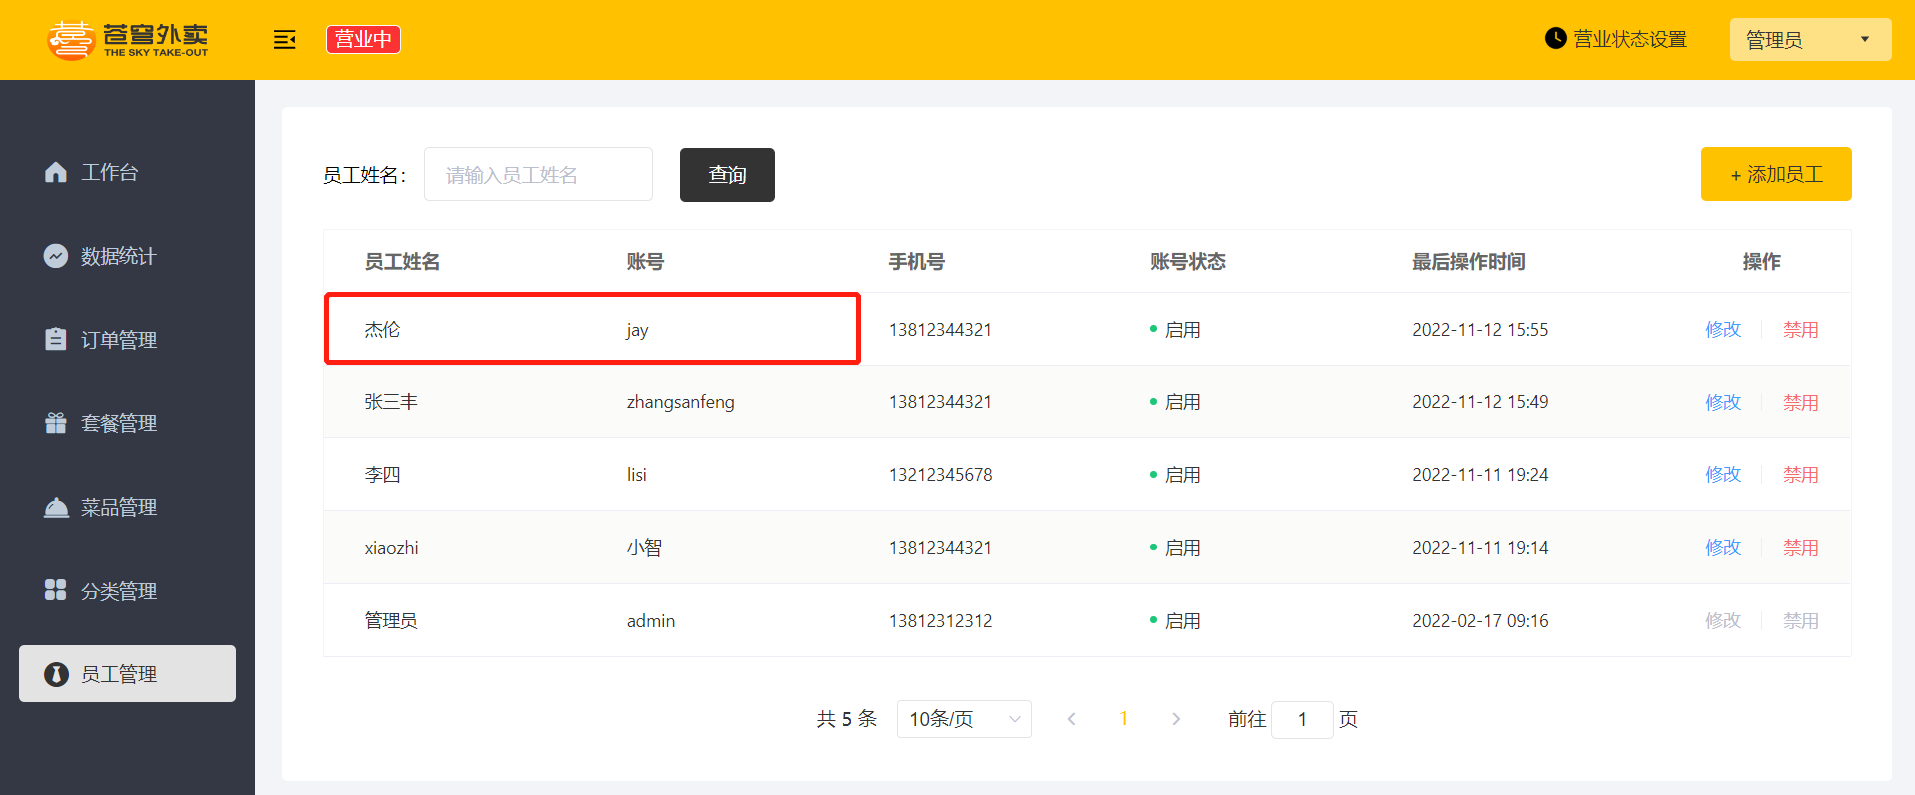 苍穹外卖
THE SKY TAKE-OUT
营业中
营业状态设置
管理员
工作台
数据统计
订单管理
套餐管理
菜品管理
分类管理
员工管理
员工姓名： 请输入员工姓名 查询 + 添加员工
员工姓名 账号 手机号 账号状态 最后操作时间 操作
杰伦 jay 13812344321 启用 2022-11-12 15:55 修改 禁用
张三丰 zhangsanfeng 13812344321 启用 2022-11-12 15:49 修改 禁用
李四 lisi 13212345678 启用 2022-11-11 19:24 修改 禁用
xiaozhi 小智 13812344321 启用 2022-11-11 19:14 修改 禁用
管理员 admin 13812312312 启用 2022-02-17 09:16 修改 禁用
共 5 条 10条/页 1 前往 1 页